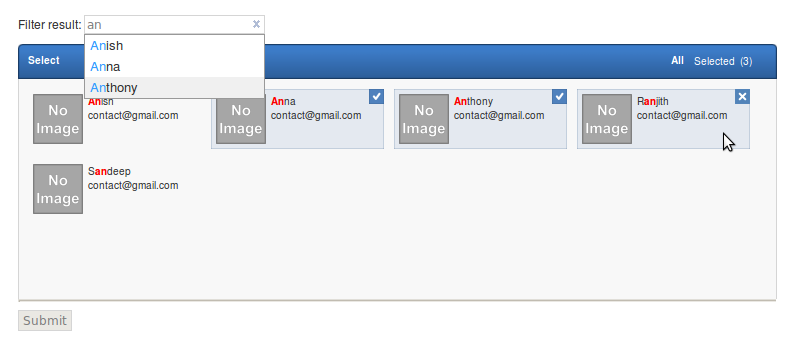 Filter result: an x
Anish
Anna
Anthony
Select All Selected (3)
No Image Anish contact@gmail.com
No Image Anna contact@gmail.com
No Image Anthony contact@gmail.com
No Image Ranjith contact@gmail.com
No Image Sandeep contact@gmail.com
Submit